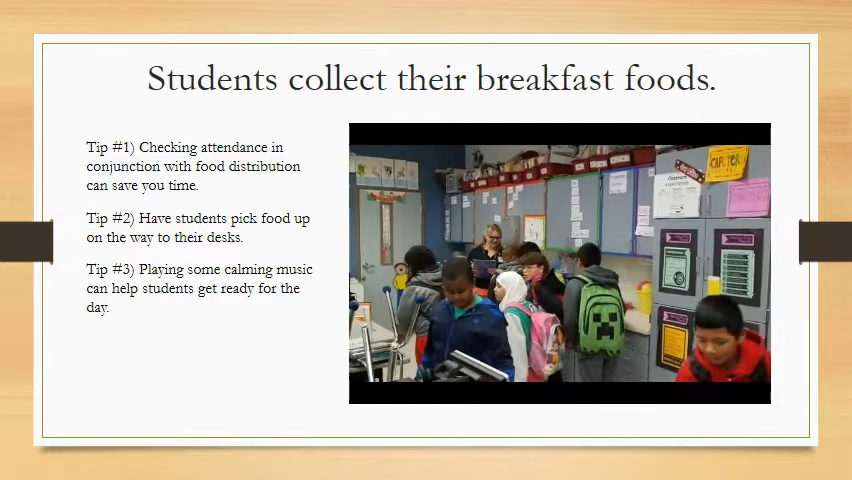 Students collect their breakfast foods.
Tip #1) Checking attendance in
conjunction with food distribution
can save you time.
Tip #2) Have students pick food up
on the way to their desks.
Tip #3) Playing some calming music
can help students get ready for the
day.